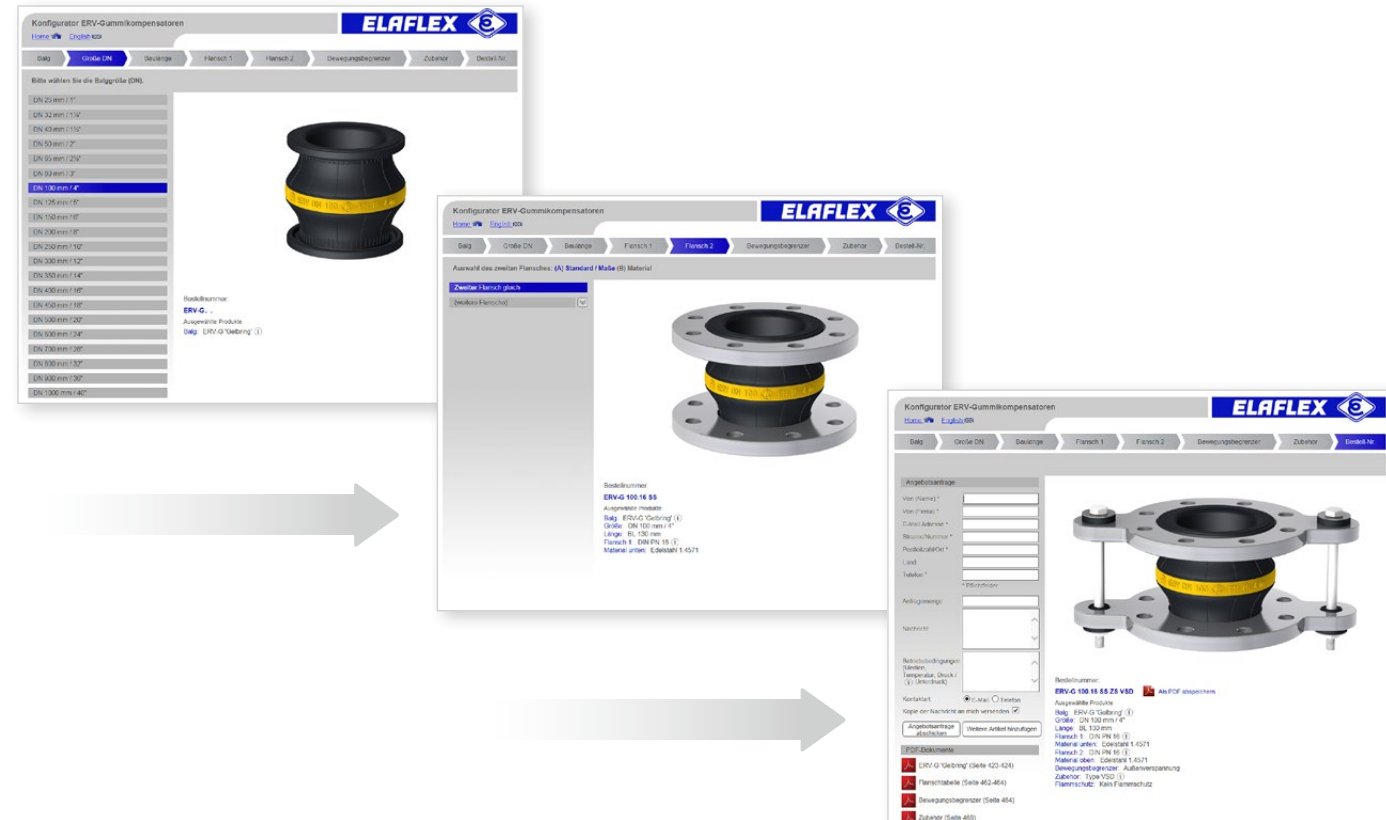 Konfigurator ERV-Gummikompensatoren
ELAFLEX
Home English
Balg Größe DN Baulänge Flansch 1 Flansch 2 Bewegungsbegrenzer Zubehör Bestell-Nr.
Bitte wählen Sie die Balggröße (DN).
DN 25 mm / 1"
DN 32 mm / 1¼"
DN 40 mm / 1½"
DN 50 mm / 2"
DN 65 mm / 2½"
DN 80 mm / 3"
DN 100 mm / 4"
DN 125 mm / 5"
DN 150 mm / 6"
DN 200 mm / 8"
DN 250 mm / 10"
DN 300 mm / 12"
DN 350 mm / 14"
DN 400 mm / 16"
DN 450 mm / 18"
DN 500 mm / 20"
DN 600 mm / 24"
DN 700 mm / 28"
DN 800 mm / 32"
DN 900 mm / 36"
DN 1000 mm / 40"
ERV DN 100
Bestellnummer:
ERV-G. .
Ausgewählte Produkte
Balg: ERV-G 'Gelbring'
Konfigurator ERV-Gummikompensatoren
ELAFLEX
Home English
Balg Größe DN Baulänge Flansch 1 Flansch 2 Bewegungsbegrenzer Zubehör Bestell-Nr.
Auswahl des zweiten Flansches: (A) Standard / Maße (B) Material
Zweiter Flansch gleich
(weitere Flansche)
DN 100
Bestellnummer:
ERV-G 100.16 SS
Ausgewählte Produkte
Balg: ERV-G 'Gelbring'
Größe: DN 100 mm / 4"
Länge: BL 130 mm
Flansch 1: DIN PN 16
Material unten: Edelstahl 1.4571
Konfigurator ERV-Gummikompensatoren
ELAFLEX
Home English
Balg Größe DN Baulänge Flansch 1 Flansch 2 Bewegungsbegrenzer Zubehör Bestell-Nr.
Angebotsanfrage
Von (Name) *
Von (Firma) *
E-Mail Adresse *
Strasse/Nummer *
Postleitzahl/Ort *
Land
Telefon *
* Pflichtfelder
Anfragemenge
Nachricht
Betriebsbedingungen
(Medien,
Temperatur, Druck /
Unterdruck)
Kontaktart E-Mail Telefon
Kopie der Nachricht an mich versenden
Angebotsanfrage abschicken
Weitere Artikel hinzufügen
PDF-Dokumente
ERV-G 'Gelbring' (Seite 423-424)
Flanschtabelle (Seite 462-464)
Bewegungsbegrenzer (Seite 464)
Zubehör (Seite 469)
ERV DN 100
Bestellnummer:
ERV-G 100.16 SS ZS VSD Als PDF abspeichern
Ausgewählte Produkte
Balg: ERV-G 'Gelbring'
Größe: DN 100 mm / 4"
Länge: BL 130 mm
Flansch 1: DIN PN 16
Material unten: Edelstahl 1.4571
Flansch 2: DIN PN 16
Material oben: Edelstahl 1.4571
Bewegungsbegrenzer: Außenverspannung
Zubehör: Type VSD
Flammschutz: Kein Flammschutz